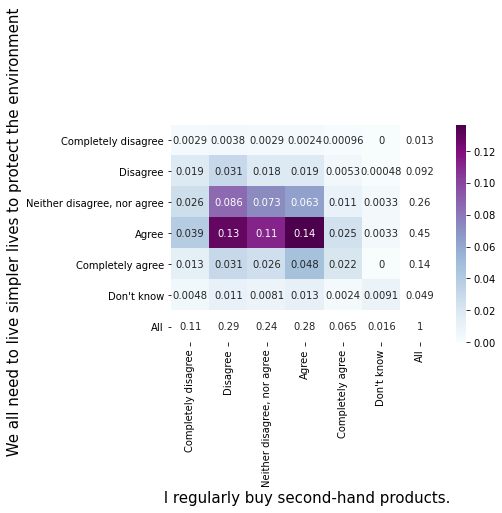 We all need to live simpler lives to protect the environment
Completely disagree 0.0029 0.0038 0.0029 0.0024 0.00096 0 0.013
Disagree 0.019 0.031 0.018 0.019 0.0053 0.00048 0.092
Neither disagree, nor agree 0.026 0.086 0.073 0.063 0.011 0.0033 0.26
Agree 0.039 0.13 0.11 0.14 0.025 0.0033 0.45
Completely agree 0.013 0.031 0.026 0.048 0.022 0 0.14
Don't know 0.0048 0.011 0.0081 0.013 0.0024 0.0091 0.049
All 0.11 0.29 0.24 0.28 0.065 0.016 1
Completely disagree
Disagree
Neither disagree, nor agree
Agree
Completely agree
Don't know
All
I regularly buy second-hand products.
0.12
0.10
0.08
0.06
0.04
0.02
0.00